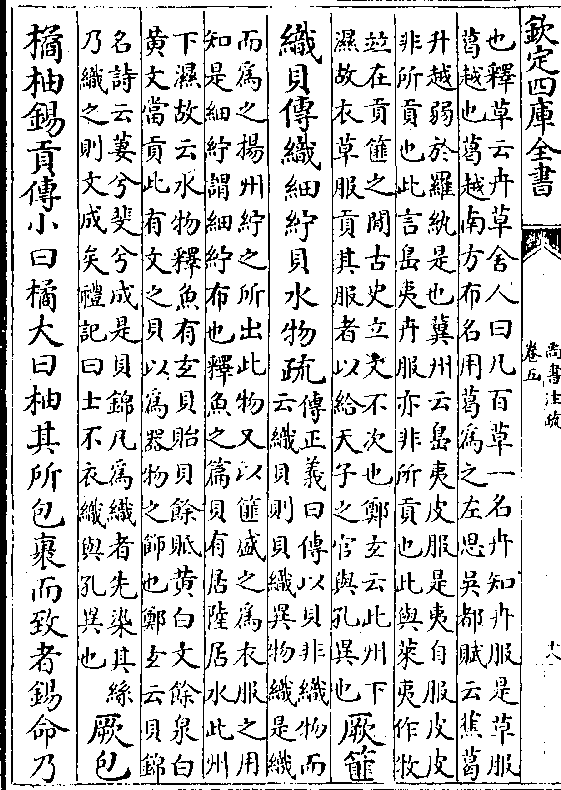 欽定四庫全書
尚書注疏
卷五
十八
也釋草云卉草舍人曰凡百草一名卉知卉服是草服
葛越也葛越南方布名用葛爲之左思吳都賦云蕉葛
升越弱於羅紈是也冀州云島夷皮服是夷自服皮皮
非所貢也此言島夷卉服亦非所貢也此與萊夷作牧
竝在貢篚之間古史立文不次也鄭玄云此州下
濕故衣草服貢其服者以給天子之官與孔異也
厥篚
織貝傳織細紵貝水物疏
傳正義曰傳以貝非織物而
云織貝則貝織異物織是織
而爲之揚州紵之所出此物又以篚盛之爲衣服之用
知是細紵謂細紵布也釋魚之篇貝有居陸居水此州
下濕故云水物釋魚有玄貝貽貝餘貾黃白文餘泉白
黃文當貢此有文之貝以爲器物之飾也鄭玄云貝錦
名詩云萋兮斐兮成是貝錦凡爲織者先染其絲
乃織之則文成矣禮記曰士不衣織與孔異也
厥包
橘柚錫貢傳小曰橘大曰柚其所包裹而致者錫命乃